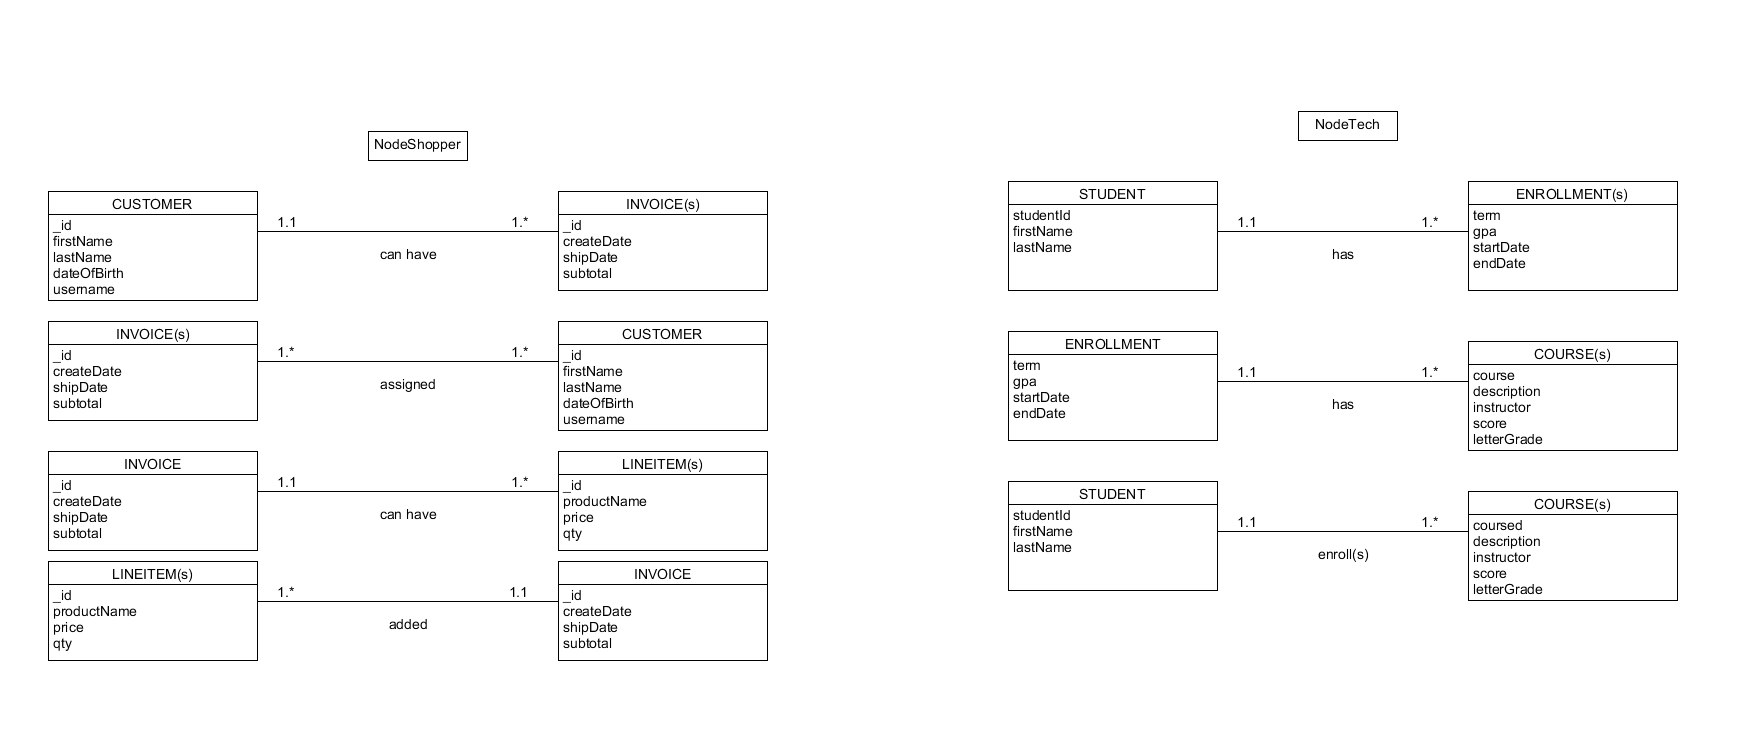 NodeShopper
CUSTOMER
_id
firstName
lastName
dateOfBirth
username
1.1
1.*
can have
INVOICE(s)
_id
createDate
shipDate
subtotal
INVOICE(s)
_id
createDate
shipDate
subtotal
1.*
1.*
assigned
CUSTOMER
_id
firstName
lastName
dateOfBirth
username
INVOICE
_id
createDate
shipDate
subtotal
1.1
1.*
can have
LINEITEM(s)
_id
productName
price
qty
LINEITEM(s)
_id
productName
price
qty
1.*
1.1
added
INVOICE
_id
createDate
shipDate
subtotal
NodeTech
STUDENT
studentId
firstName
lastName
1.1
1.*
has
ENROLLMENT(s)
term
gpa
startDate
endDate
ENROLLMENT
term
gpa
startDate
endDate
1.1
1.*
has
COURSE(s)
course
description
instructor
score
letterGrade
STUDENT
studentId
firstName
lastName
1.1
1.*
enroll(s)
COURSE(s)
coursed
description
instructor
score
letterGrade